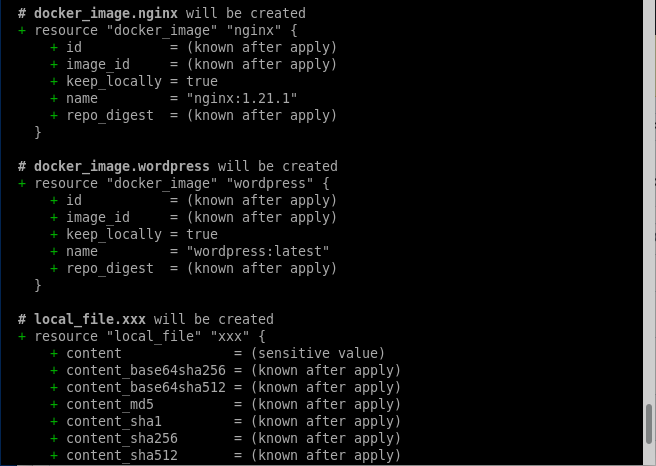 # docker_image.nginx will be created
+ resource "docker_image" "nginx" {
+ id = (known after apply)
+ image_id = (known after apply)
+ keep_locally = true
+ name = "nginx:1.21.1"
+ repo_digest = (known after apply)
}
# docker_image.wordpress will be created
+ resource "docker_image" "wordpress" {
+ id = (known after apply)
+ image_id = (known after apply)
+ keep_locally = true
+ name = "wordpress:latest"
+ repo_digest = (known after apply)
}
# local_file.xxx will be created
+ resource "local_file" "xxx" {
+ content = (sensitive value)
+ content_base64sha256 = (known after apply)
+ content_base64sha512 = (known after apply)
+ content_md5 = (known after apply)
+ content_sha1 = (known after apply)
+ content_sha256 = (known after apply)
+ content_sha512 = (known after apply)